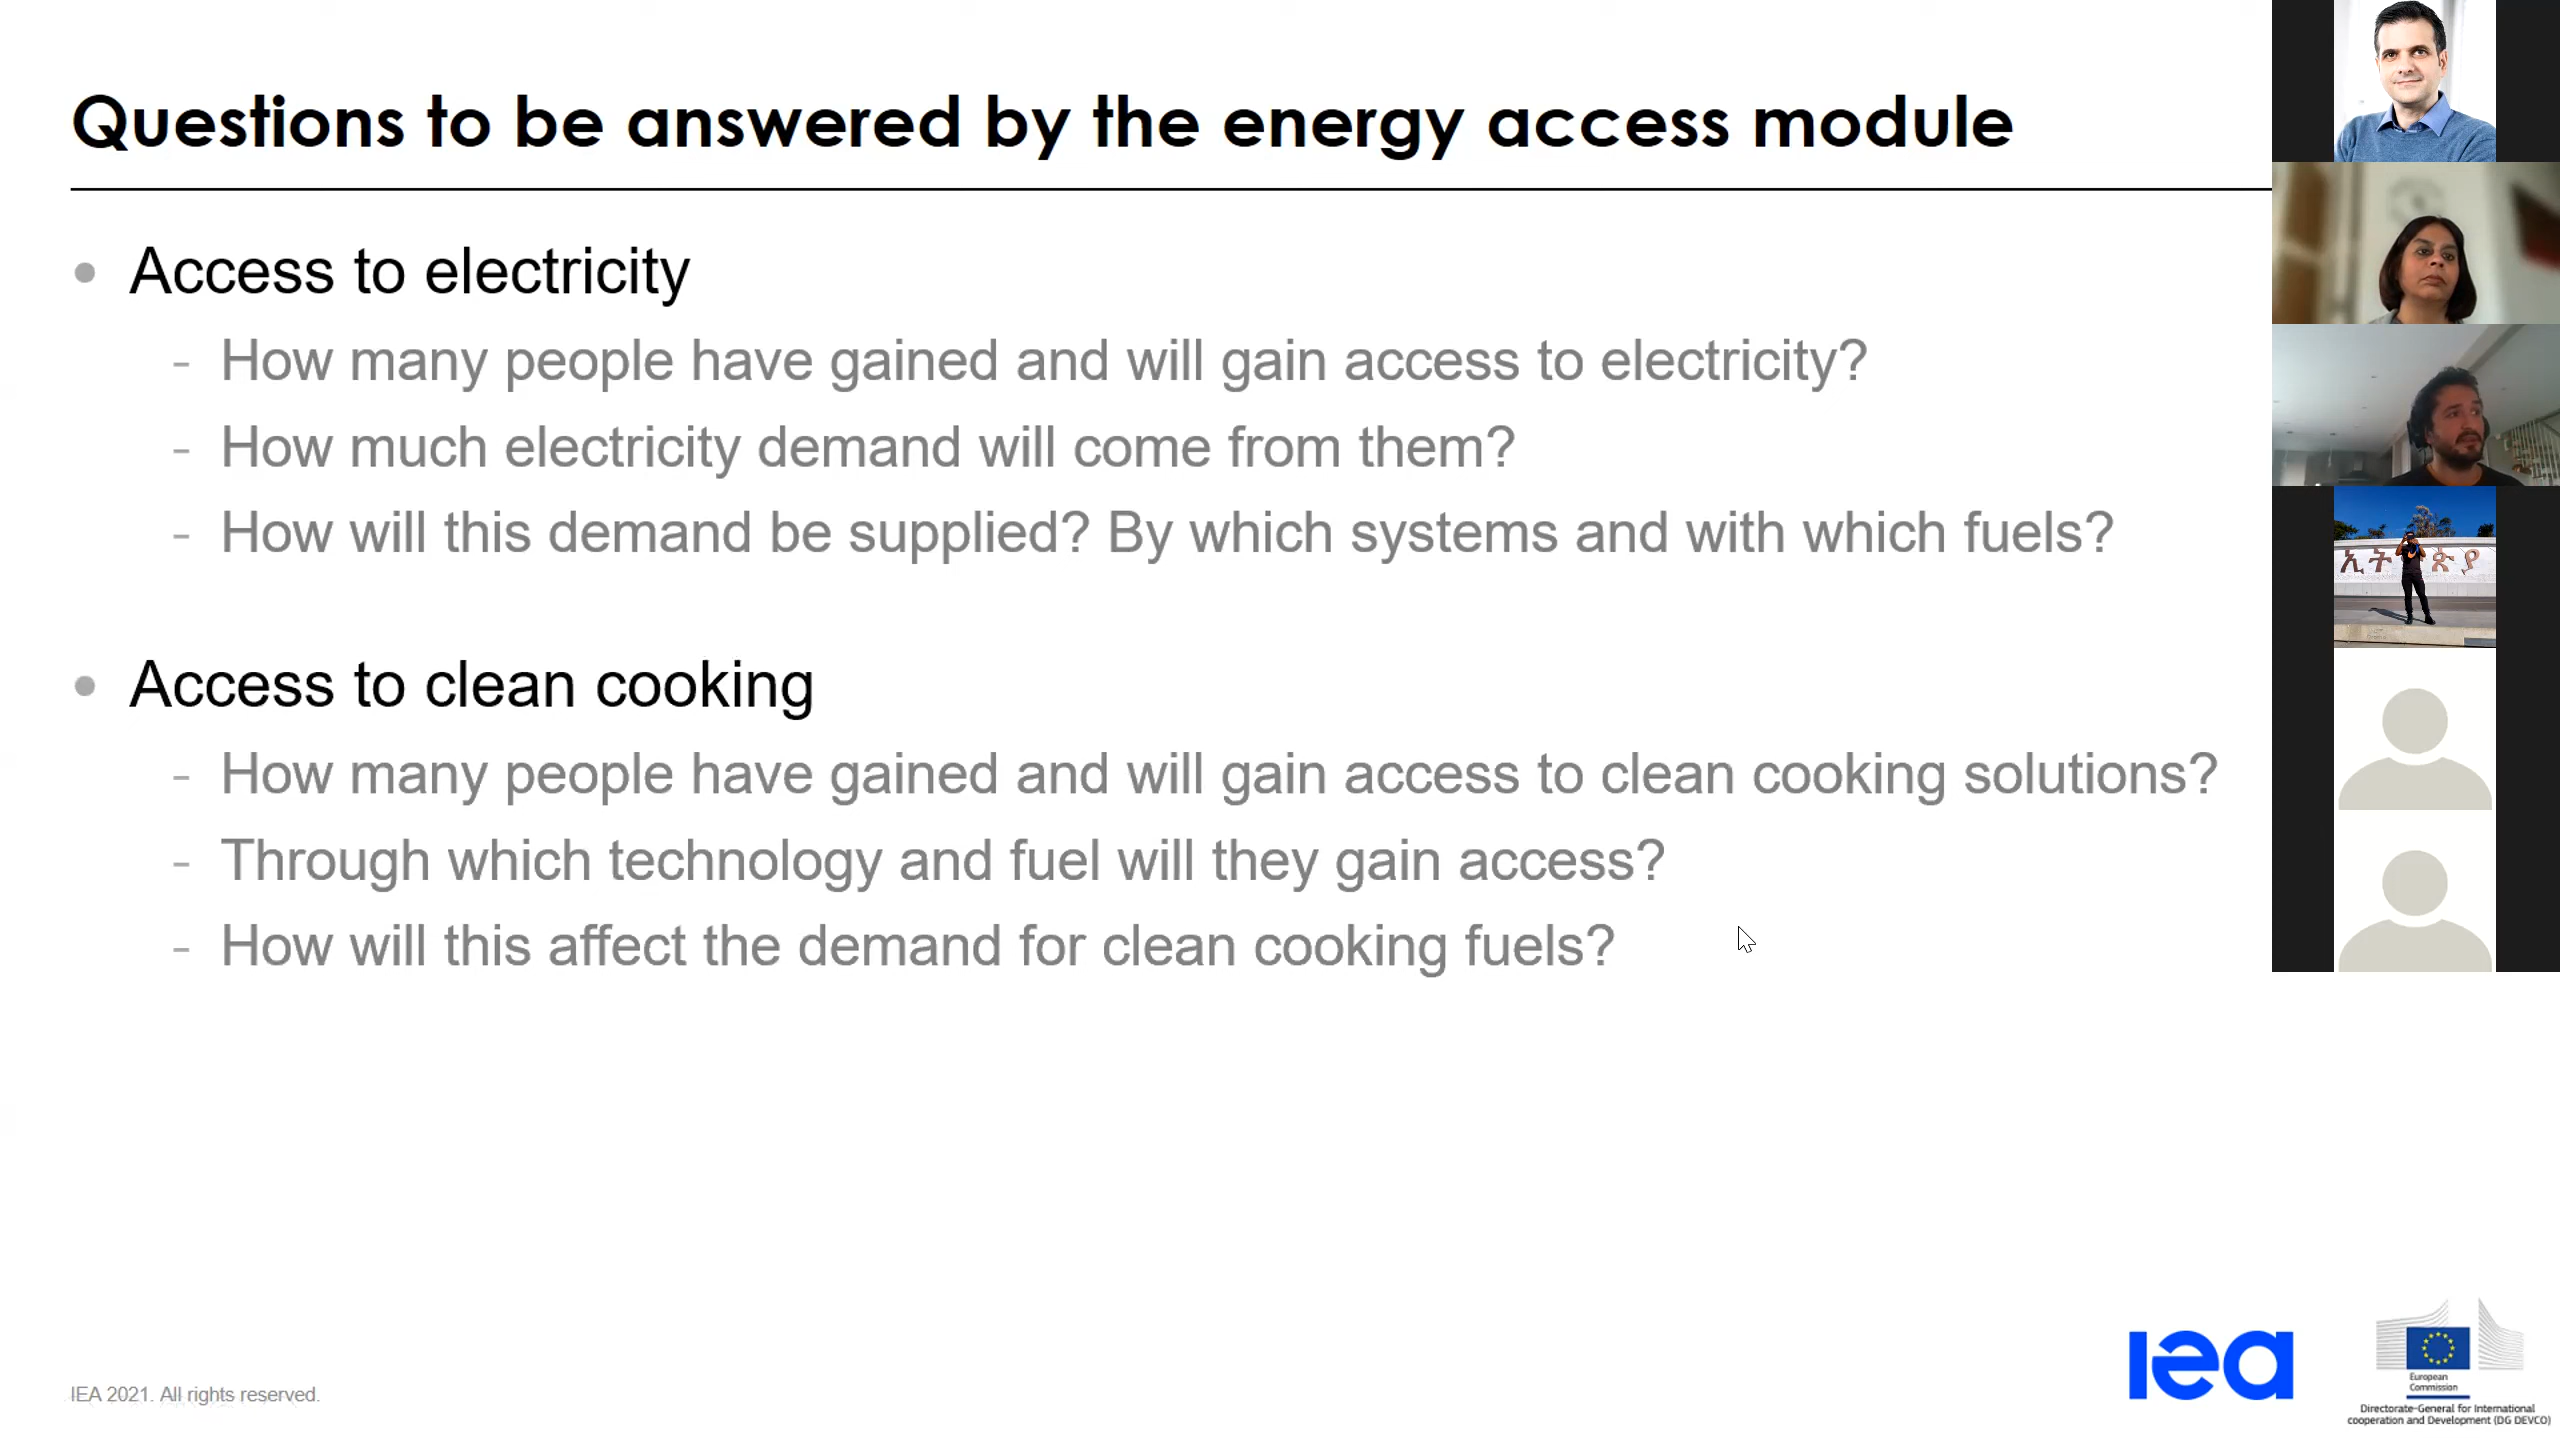 Questions to be answered by the energy access module
• Access to electricity
- How many people have gained and will gain access to electricity?
- How much electricity demand will come from them?
- How will this demand be supplied? By which systems and with which fuels?
• Access to clean cooking
- How many people have gained and will gain access to clean cooking solutions?
- Through which technology and fuel will they gain access?
- How will this affect the demand for clean cooking fuels?
IEA 2021. All rights reserved.
iea
European
Commission
Directorate-General for International
cooperation and Development (DG DEVCO)